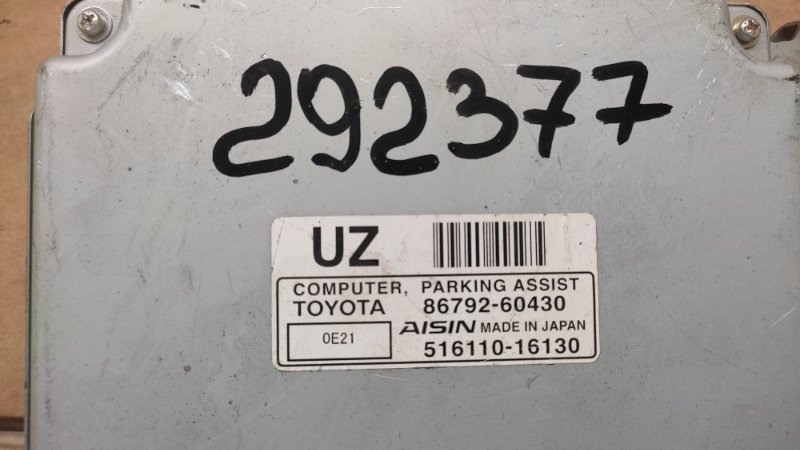 292377
UZ
COMPUTER, PARKING ASSIST
TOYOTA 86792-60430
0E21 AISIN MADE IN JAPAN
516110-16130